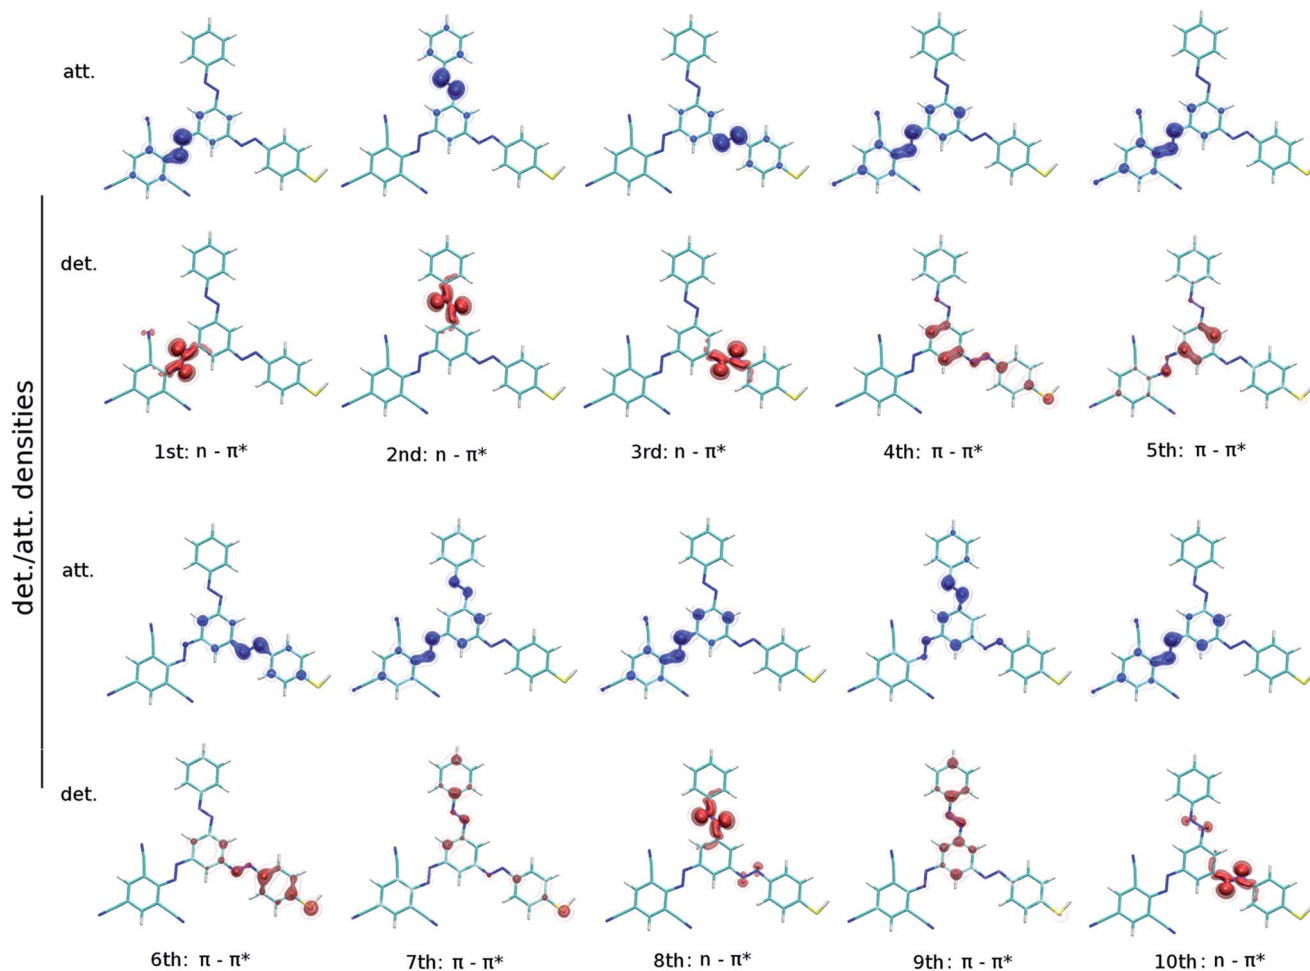 att.
det.
1st: n - π* 2nd: n - π* 3rd: n - π* 4th: π - π* 5th: π - π*
det./att. densities
att.
det.
6th: π - π* 7th: π - π* 8th: n - π* 9th: π - π* 10th: n - π*